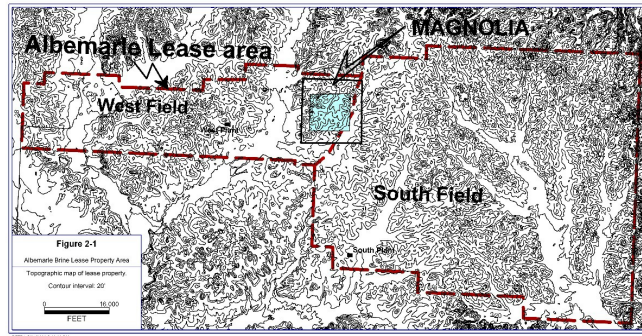 MAGNOLIA
Albemarle Lease area
West Field
West Plant
South Field
South Plant
Figure 2-1
Albemarle Brine Lease Property Area
Topographic map of lease property.
Contour interval: 20'
0 16,000
FEET